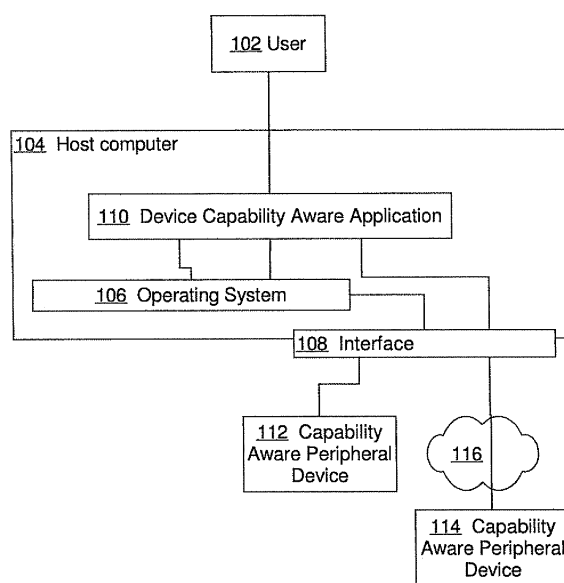 102 User
104 Host computer
110 Device Capability Aware Application
106 Operating System
108 Interface
112 Capability
Aware Peripheral
Device
116
114 Capability
Aware Peripheral
Device